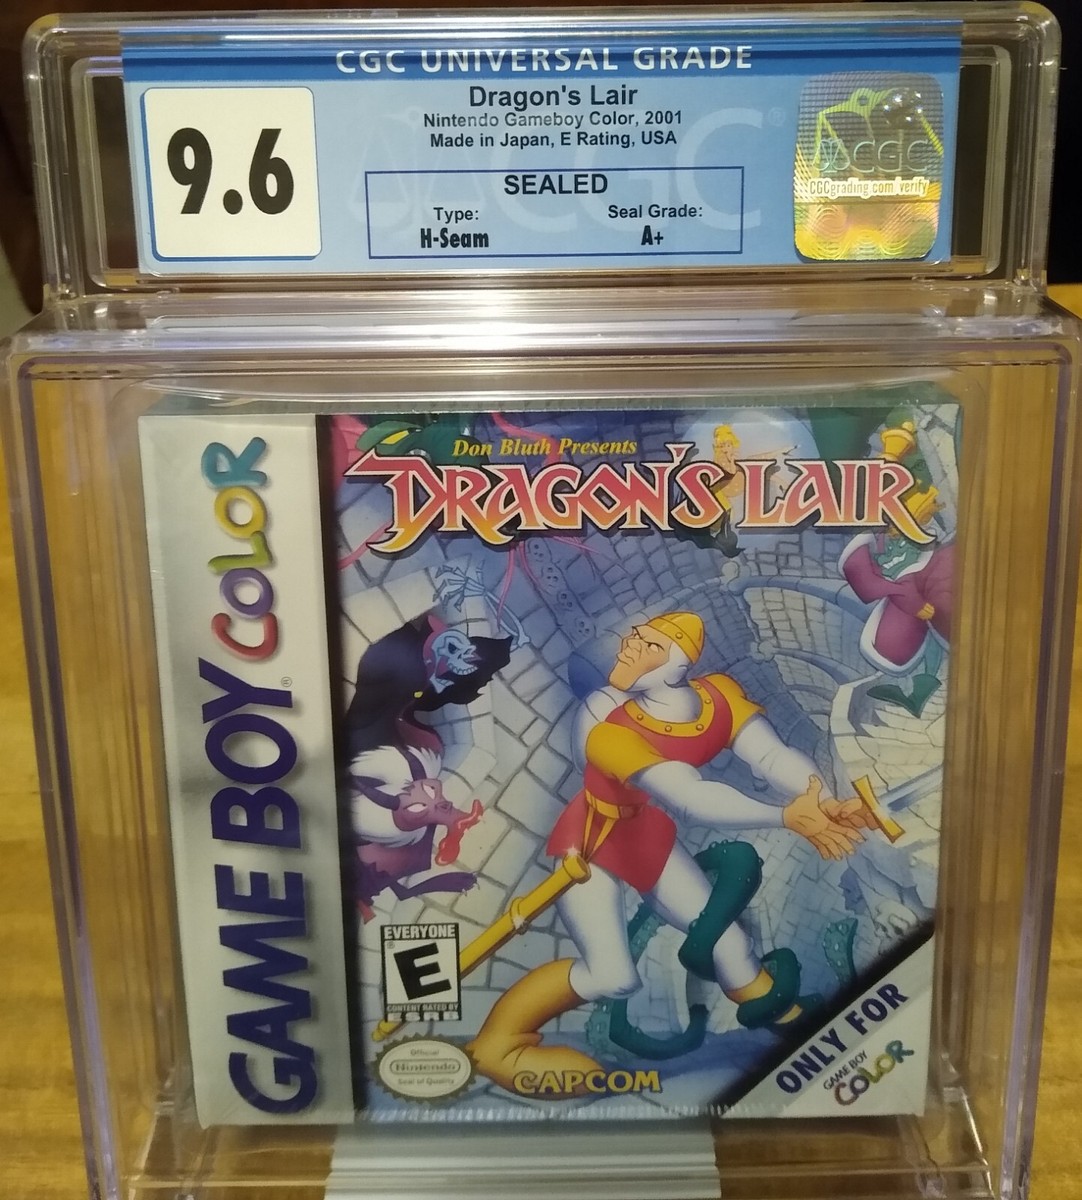 CGC UNIVERSAL GRADE
9.6
Dragon's Lair
Nintendo Gameboy Color, 2001
Made in Japan, E Rating, USA
SEALED
Type:
H-Seam
Seal Grade:
A+
CGC
CGCgrading.com/verify
GAME BOY COLOR
Don Bluth Presents
DRAGON'S LAIR
EVERYONE
E
CONTENT RATED BY
ESRB
Official
Nintendo
Seal of Quality
CAPCOM
ONLY FOR
GAME BOY
COLOR